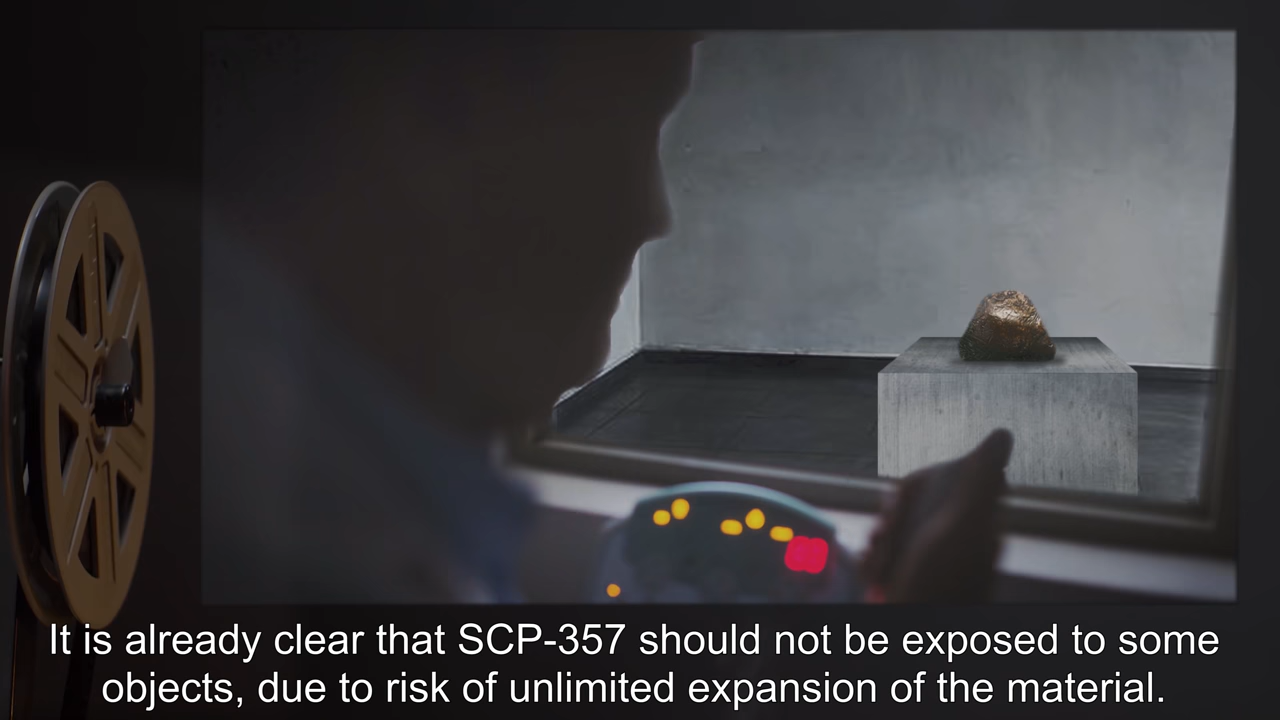 It is already clear that SCP-357 should not be exposed to some
objects, due to risk of unlimited expansion of the material.